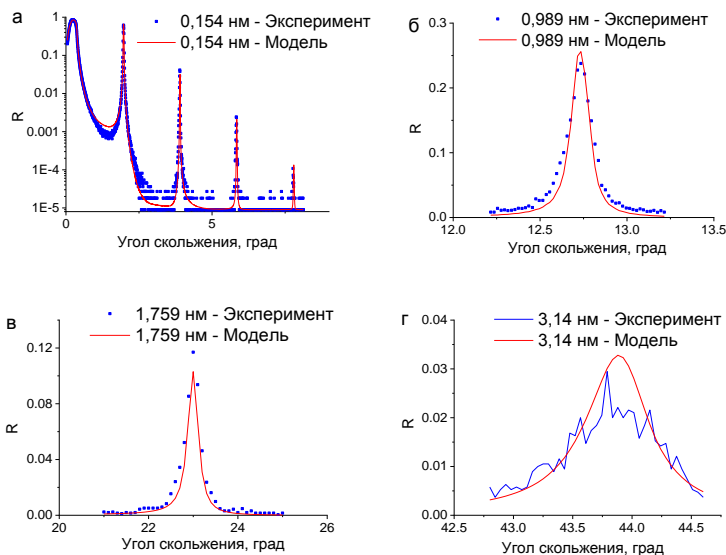 а
0,154 нм - Эксперимент
0,154 нм - Модель
1
0.1
0.01
0.001
1E-4
1E-5
R
0
5
Угол скольжения, град
б
0,989 нм - Эксперимент
0,989 нм - Модель
0.3
0.2
0.1
0.0
R
12.0
12.5
13.0
13.5
Угол скольжения, град
в
1,759 нм - Эксперимент
1,759 нм - Модель
0.12
0.08
0.04
0.00
R
20
22
24
26
Угол скольжения, град
г
3,14 нм - Эксперимент
3,14 нм - Модель
0.04
0.03
0.02
0.01
0.00
R
42.5
43.0
43.5
44.0
44.5
Угол скольжения, град